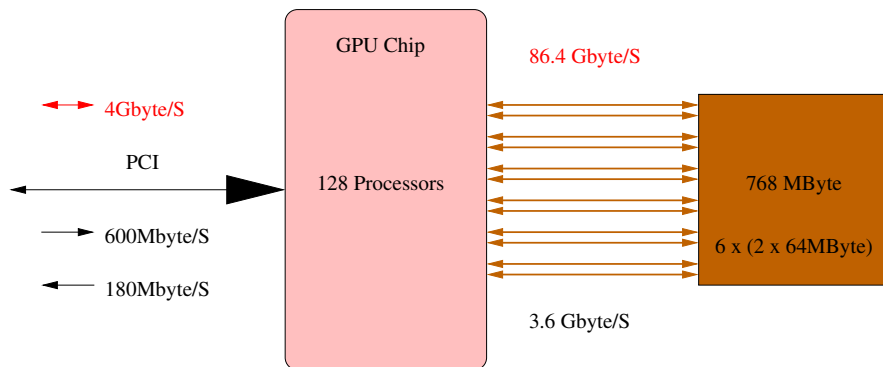 GPU Chip
86.4 Gbyte/S
4Gbyte/S
PCI
128 Processors
768 MByte
600Mbyte/S
6 x (2 x 64MByte)
180Mbyte/S
3.6 Gbyte/S